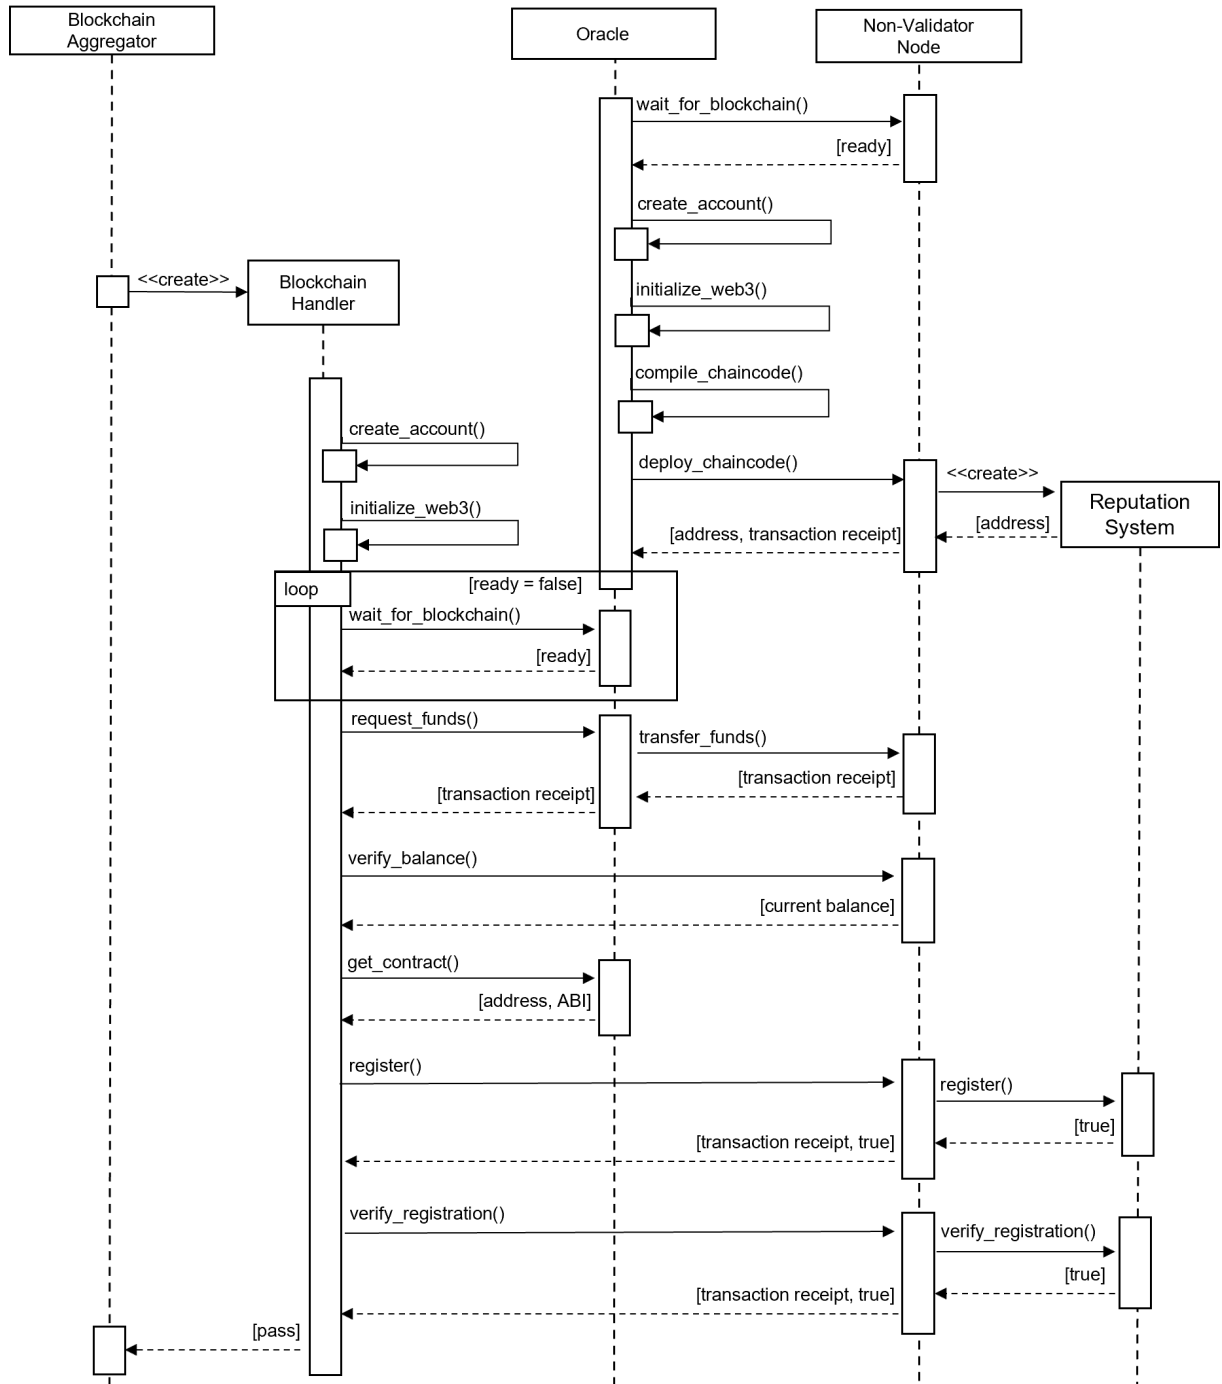 Blockchain
Aggregator
Oracle
Non-Validator
Node
wait_for_blockchain()
[ready]
create_account()
<<create>>
Blockchain
Handler
initialize_web3()
compile_chaincode()
create_account()
deploy_chaincode()
<<create>>
Reputation
System
initialize_web3()
[address]
[address, transaction receipt]
loop
[ready = false]
wait_for_blockchain()
[ready]
request_funds()
transfer_funds()
[transaction receipt]
[transaction receipt]
verify_balance()
[current balance]
get_contract()
[address, ABI]
register()
register()
[true]
[transaction receipt, true]
verify_registration()
verify_registration()
[true]
[transaction receipt, true]
[pass]